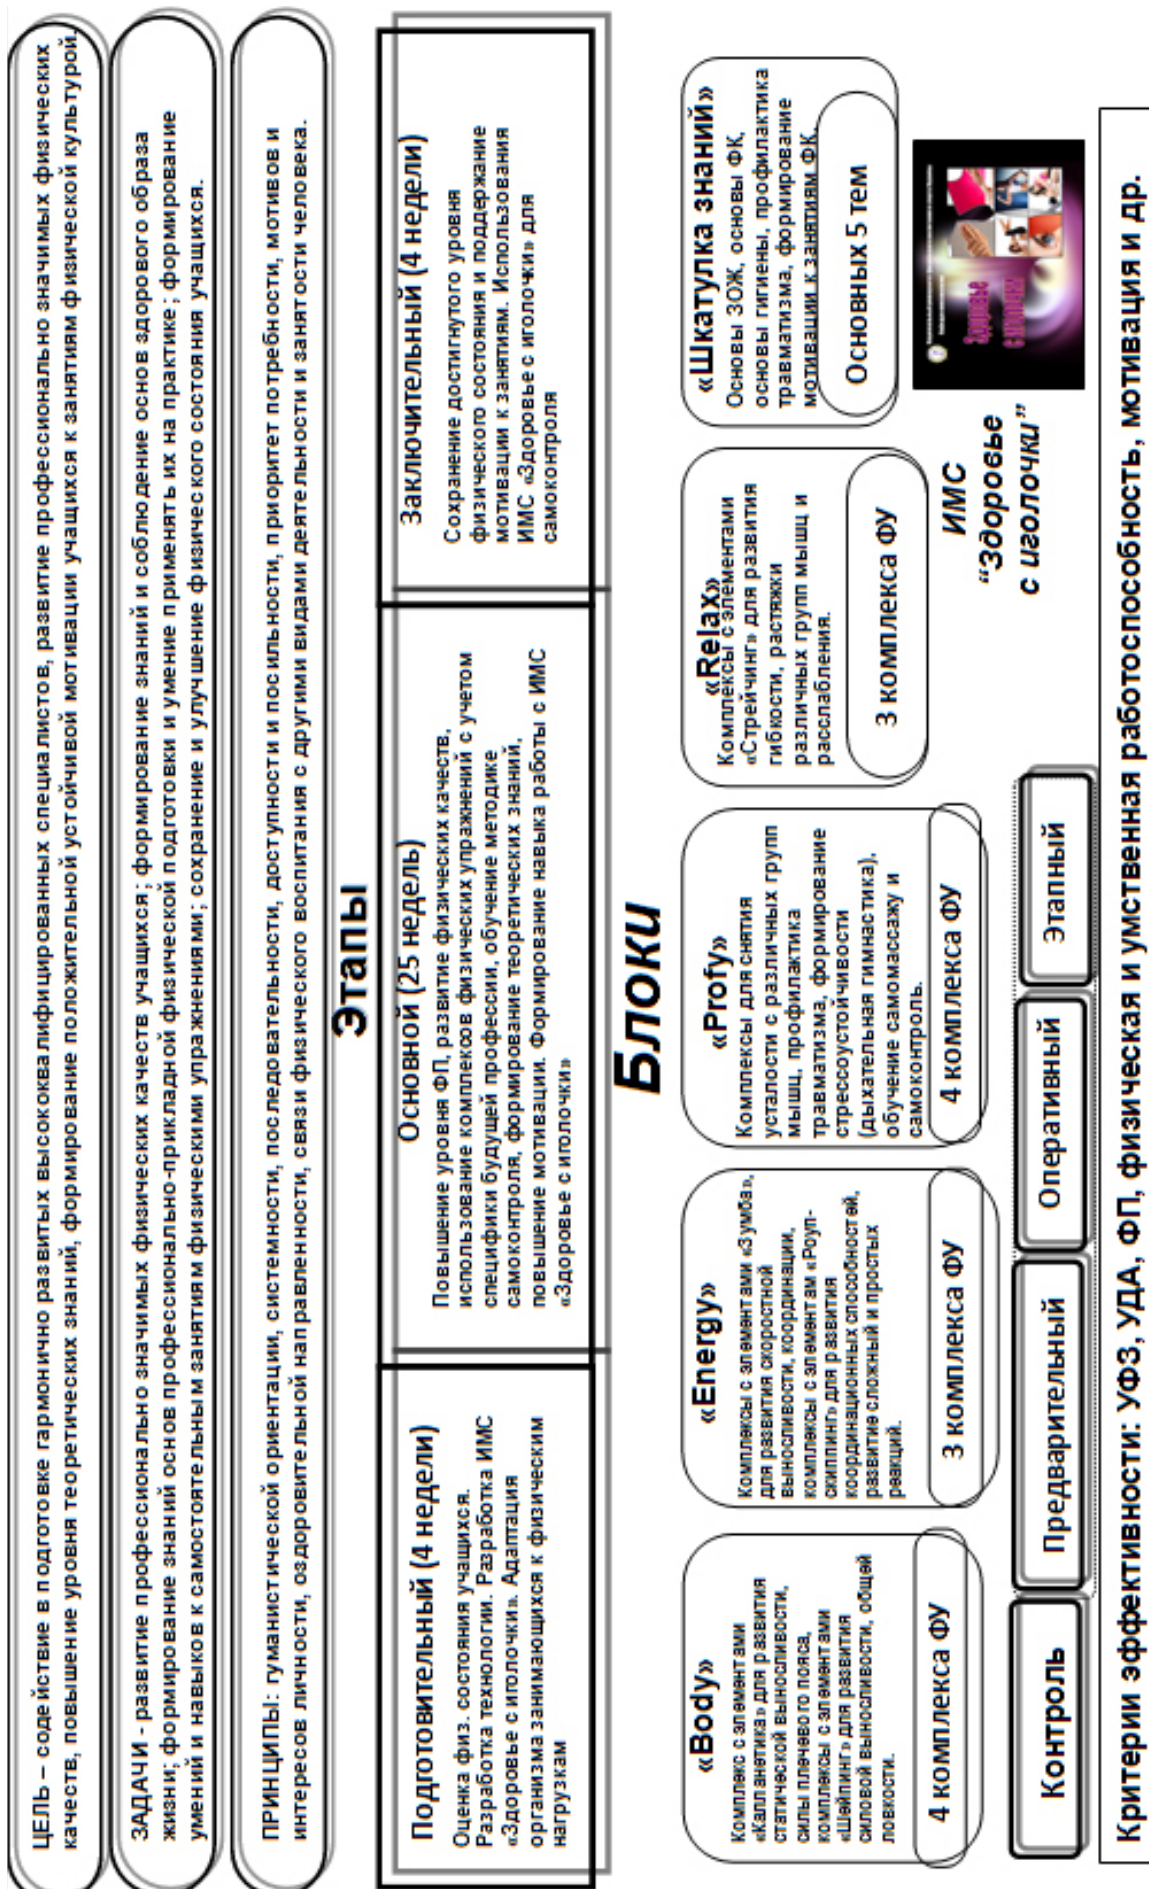 ЦЕЛЬ – содействие в подготовке гармонично развитых высококвалифицированных специалистов, развитие профессионально значимых физических
качеств, повышение уровня теоретических знаний, формирование положительной устойчивой мотивации учащихся к занятиям физической культурой.
ЗАДАЧИ - развитие профессионально значимых физических качеств учащихся; формирование знаний и соблюдение основ здорового образа
жизни; формирование знаний основ профессионально-прикладной физической подготовки и умение применять их на практике; формирование
умений и навыков к самостоятельным занятиям физическими упражнениями; сохранение и улучшение физического состояния учащихся.
ПРИНЦИПЫ: гуманистической ориентации, системности, последовательности, доступности и посильности, приоритет потребности, мотивов и
интересов личности, оздоровительной направленности, связи физического воспитания с другими видами деятельности и занятости человека.
Этапы
Подготовительный (4 недели)
Оценка физ. состояния учащихся.
Разработка технологии. Разработка ИМС
«Здоровье с иголочки». Адаптация
организма занимающихся к физическим
нагрузкам
Основной (25 недель)
Повышение уровня ФП, развитие физических качеств,
использование комплексов физических упражнений с учетом
специфики будущей профессии, обучение методике
самоконтроля, формирование теоретических знаний,
повышение мотивации. Формирование навыка работы с ИМС
«Здоровье с иголочки»
Заключительный (4 недели)
Сохранение достигнутого уровня
физического состояния и поддержание
мотивации к занятиям. Использования
ИМС «Здоровье с иголочки» для
самоконтроля
Блоки
«Body»
Комплекс с элементами
«Калланетика» для развития
статической выносливости,
силы плечевого пояса,
комплексы с элементами
«Шейпинг» для развития
силовой выносливости, общей
ловкости.
4 комплекса ФУ
«Energy»
Комплексы с элементами «Зумба»,
для развития скоростной
выносливости, координации,
комплексы с элементам «Роуп-
скиппинг» для развития
координационных способностей,
развитие сложный и простых
реакций.
3 комплекса ФУ
«Profy»
Комплексы для снятия
усталости с различных групп
мышц, профилактика
травматизма, формирование
стрессоустойчивости
(дыхательная гимнастика),
обучение самомассажу и
самоконтроль.
4 комплекса ФУ
«Relax»
Комплексы с элементами
«Стрейчинг» для развития
гибкости, растяжки
различных групп мышц и
расслабления.
3 комплекса ФУ
«Шкатулка знаний»
Основы ЗОЖ, основы ФК,
основы гигиены, профилактика
травматизма, формирование
мотивации к занятиям ФК.
Основных 5 тем
Контроль
Предварительный
Оперативный
Этапный
ИМС
“Здоровье
с иголочки”
Здоровье
с иголочки
Критерии эффективности: УФЗ, УДА, ФП, физическая и умственная работоспособность, мотивация и др.